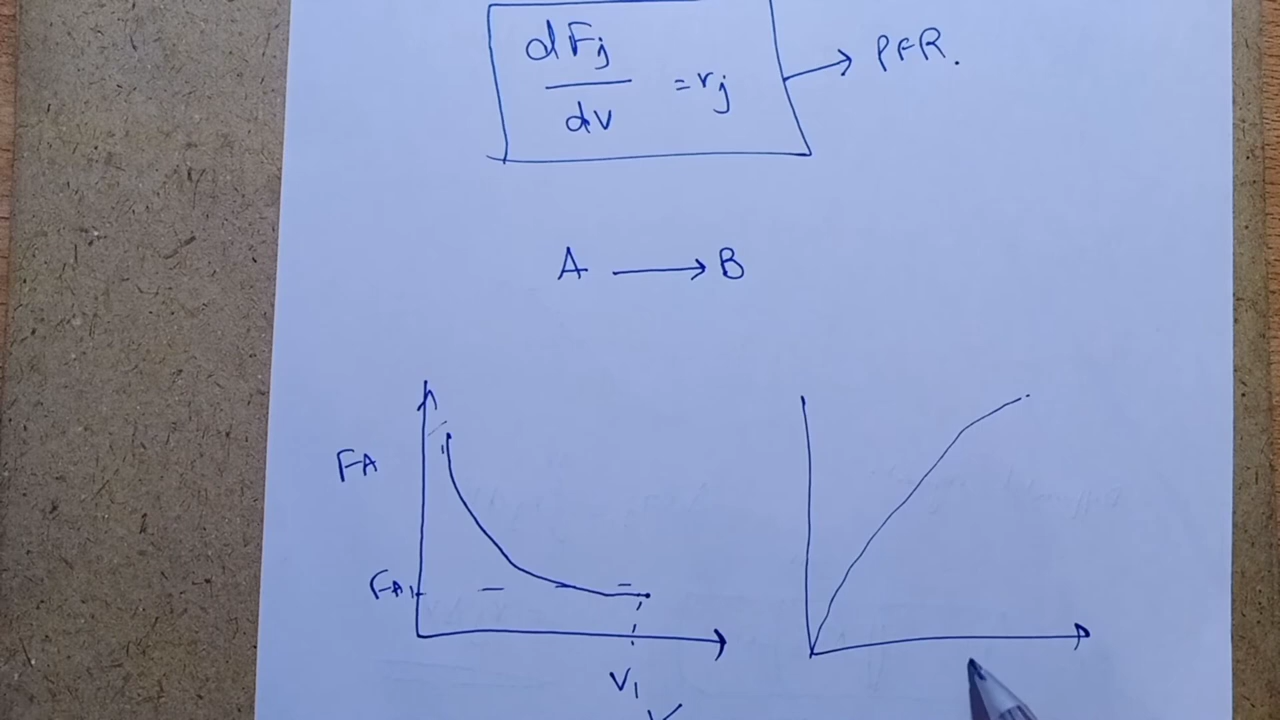 dFj
dv
= rj
→ PFR.
A → B
FA
FA1
V1
V